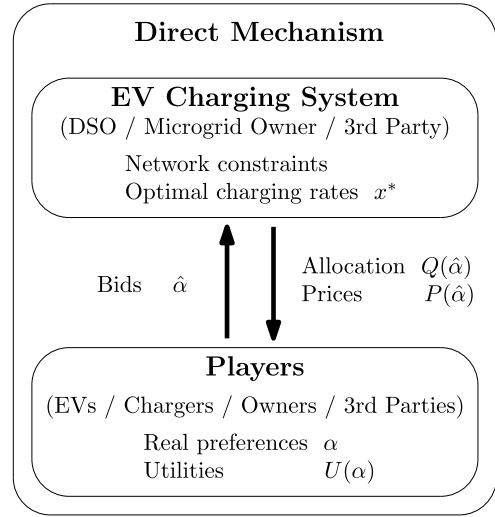 Direct Mechanism
EV Charging System
(DSO / Microgrid Owner / 3rd Party)
Network constraints
Optimal charging rates x*
Bids α̂
Allocation Q(α̂)
Prices P(α̂)
Players
(EVs / Chargers / Owners / 3rd Parties)
Real preferences α
Utilities U(α)